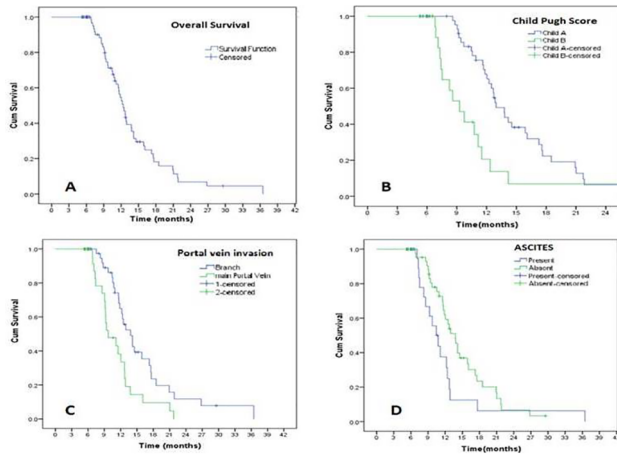 Overall Survival
Survival Function
Censored
Cum Survival
1.0
0.8
0.6
0.4
0.2
0.0
A
0 3 6 9 12 15 18 21 24 27 30 33 36 39 42
Time (months)
Child Pugh Score
Child A
Child B
Child A-censored
Child B-censored
Cum Survival
1.0
0.8
0.6
0.4
0.2
0.0
B
0 3 6 9 12 15 18 21 24
Time(months)
Portal vein invasion
Branch
main Portal Vein
1-censored
2-censored
Cum Survival
1.0
0.8
0.6
0.4
0.2
0.0
C
0 3 6 9 12 15 18 21 24 27 30 33 36 39 42
Time (months)
ASCITES
Present
Absent
Present-censored
Absent-censored
Cum Survival
1.0
0.8
0.6
0.4
0.2
0.0
D
0 3 6 9 12 15 18 21 24 27 30 33 36 39 42
Time(months)